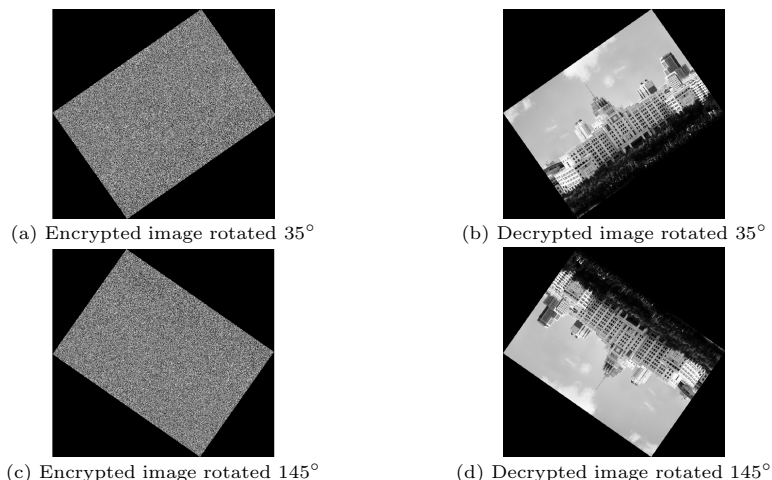 (a) Encrypted image rotated 35°
(b) Decrypted image rotated 35°
(c) Encrypted image rotated 145°
(d) Decrypted image rotated 145°